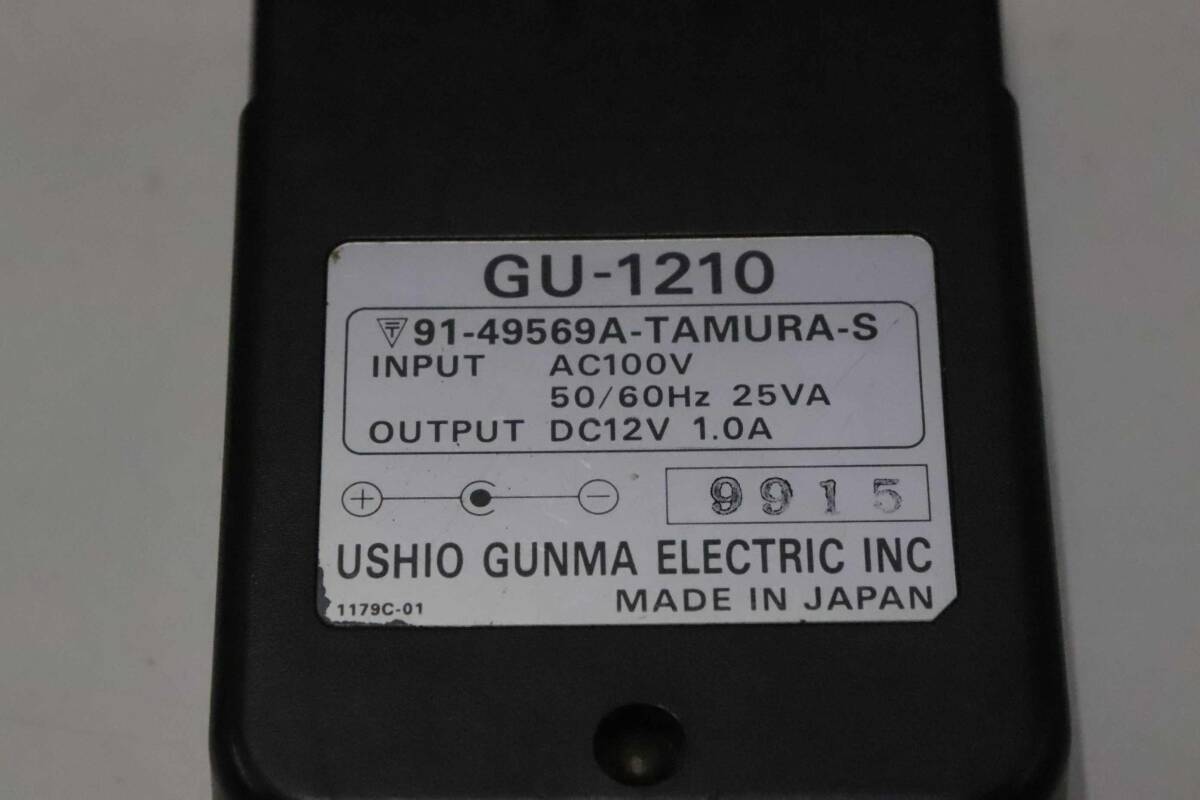 GU-1210
〒91-49569A-TAMURA-S
INPUT AC100V
50/60Hz 25VA
OUTPUT DC12V 1.0A
+ −
9915
USHIO GUNMA ELECTRIC INC
1179C-01 MADE IN JAPAN